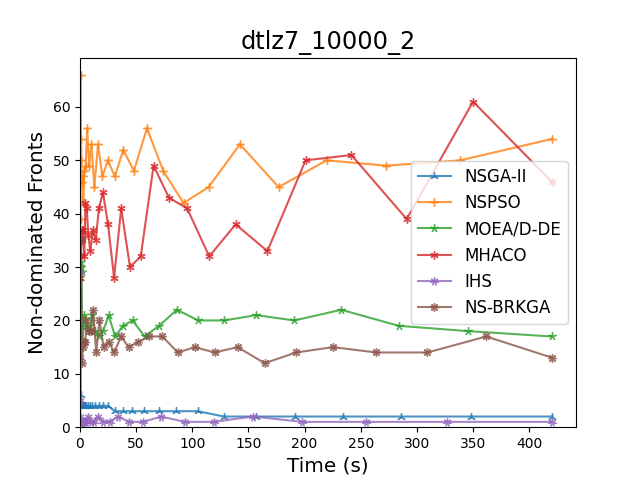 dtlz7_10000_2
Non-dominated Fronts
60
50
40
30
20
10
0
0 50 100 150 200 250 300 350 400
Time (s)
NSGA-II
NSPSO
MOEA/D-DE
MHACO
IHS
NS-BRKGA